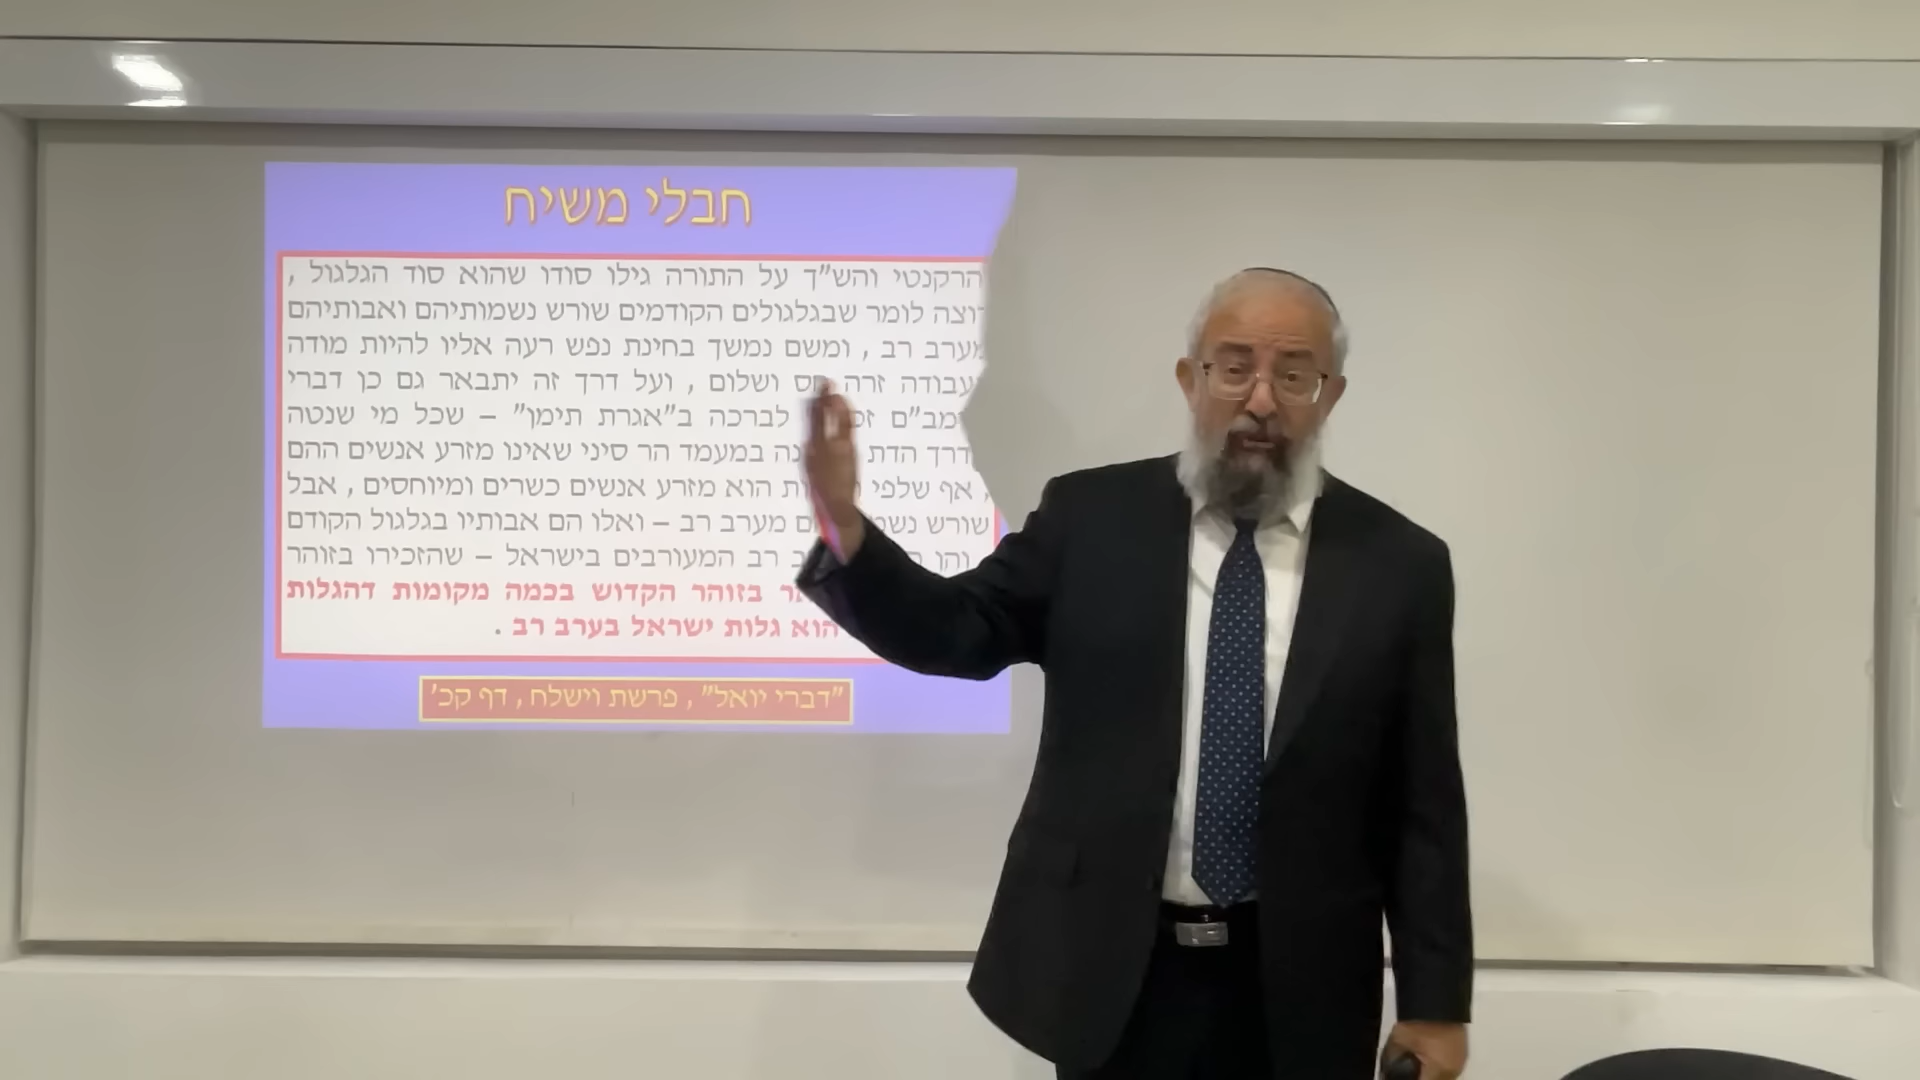 חבלי משיח
הרקנטי והש"ך על התורה גילו סודו שהוא סוד הגלגול ,
רוצה לומר שבגלגולים הקודמים שורש נשמותיהם ואבותיהם
מערב רב , ומשם נמשך בחינת נפש רעה אליו להיות מודה
עבודה זרה חס ושלום , ועל דרך זה יתבאר גם כן דברי
לברכה ב"אגרת תימן" – שכל מי שנטה
דרך הדת במעמד הר סיני שאינו מזרע אנשים ההם
, אף שלפי הוא מזרע אנשים כשרים ומיוחסים , אבל
שורש מערב רב – ואלו הם אבותיו בגלגול הקודם
רב המעורבים בישראל – שהזכירו בזוהר
בזוהר הקדוש בכמה מקומות דהגלות
הוא גלות ישראל בערב רב .
"דברי יואל" , פרשת וישלח , דף קכ'